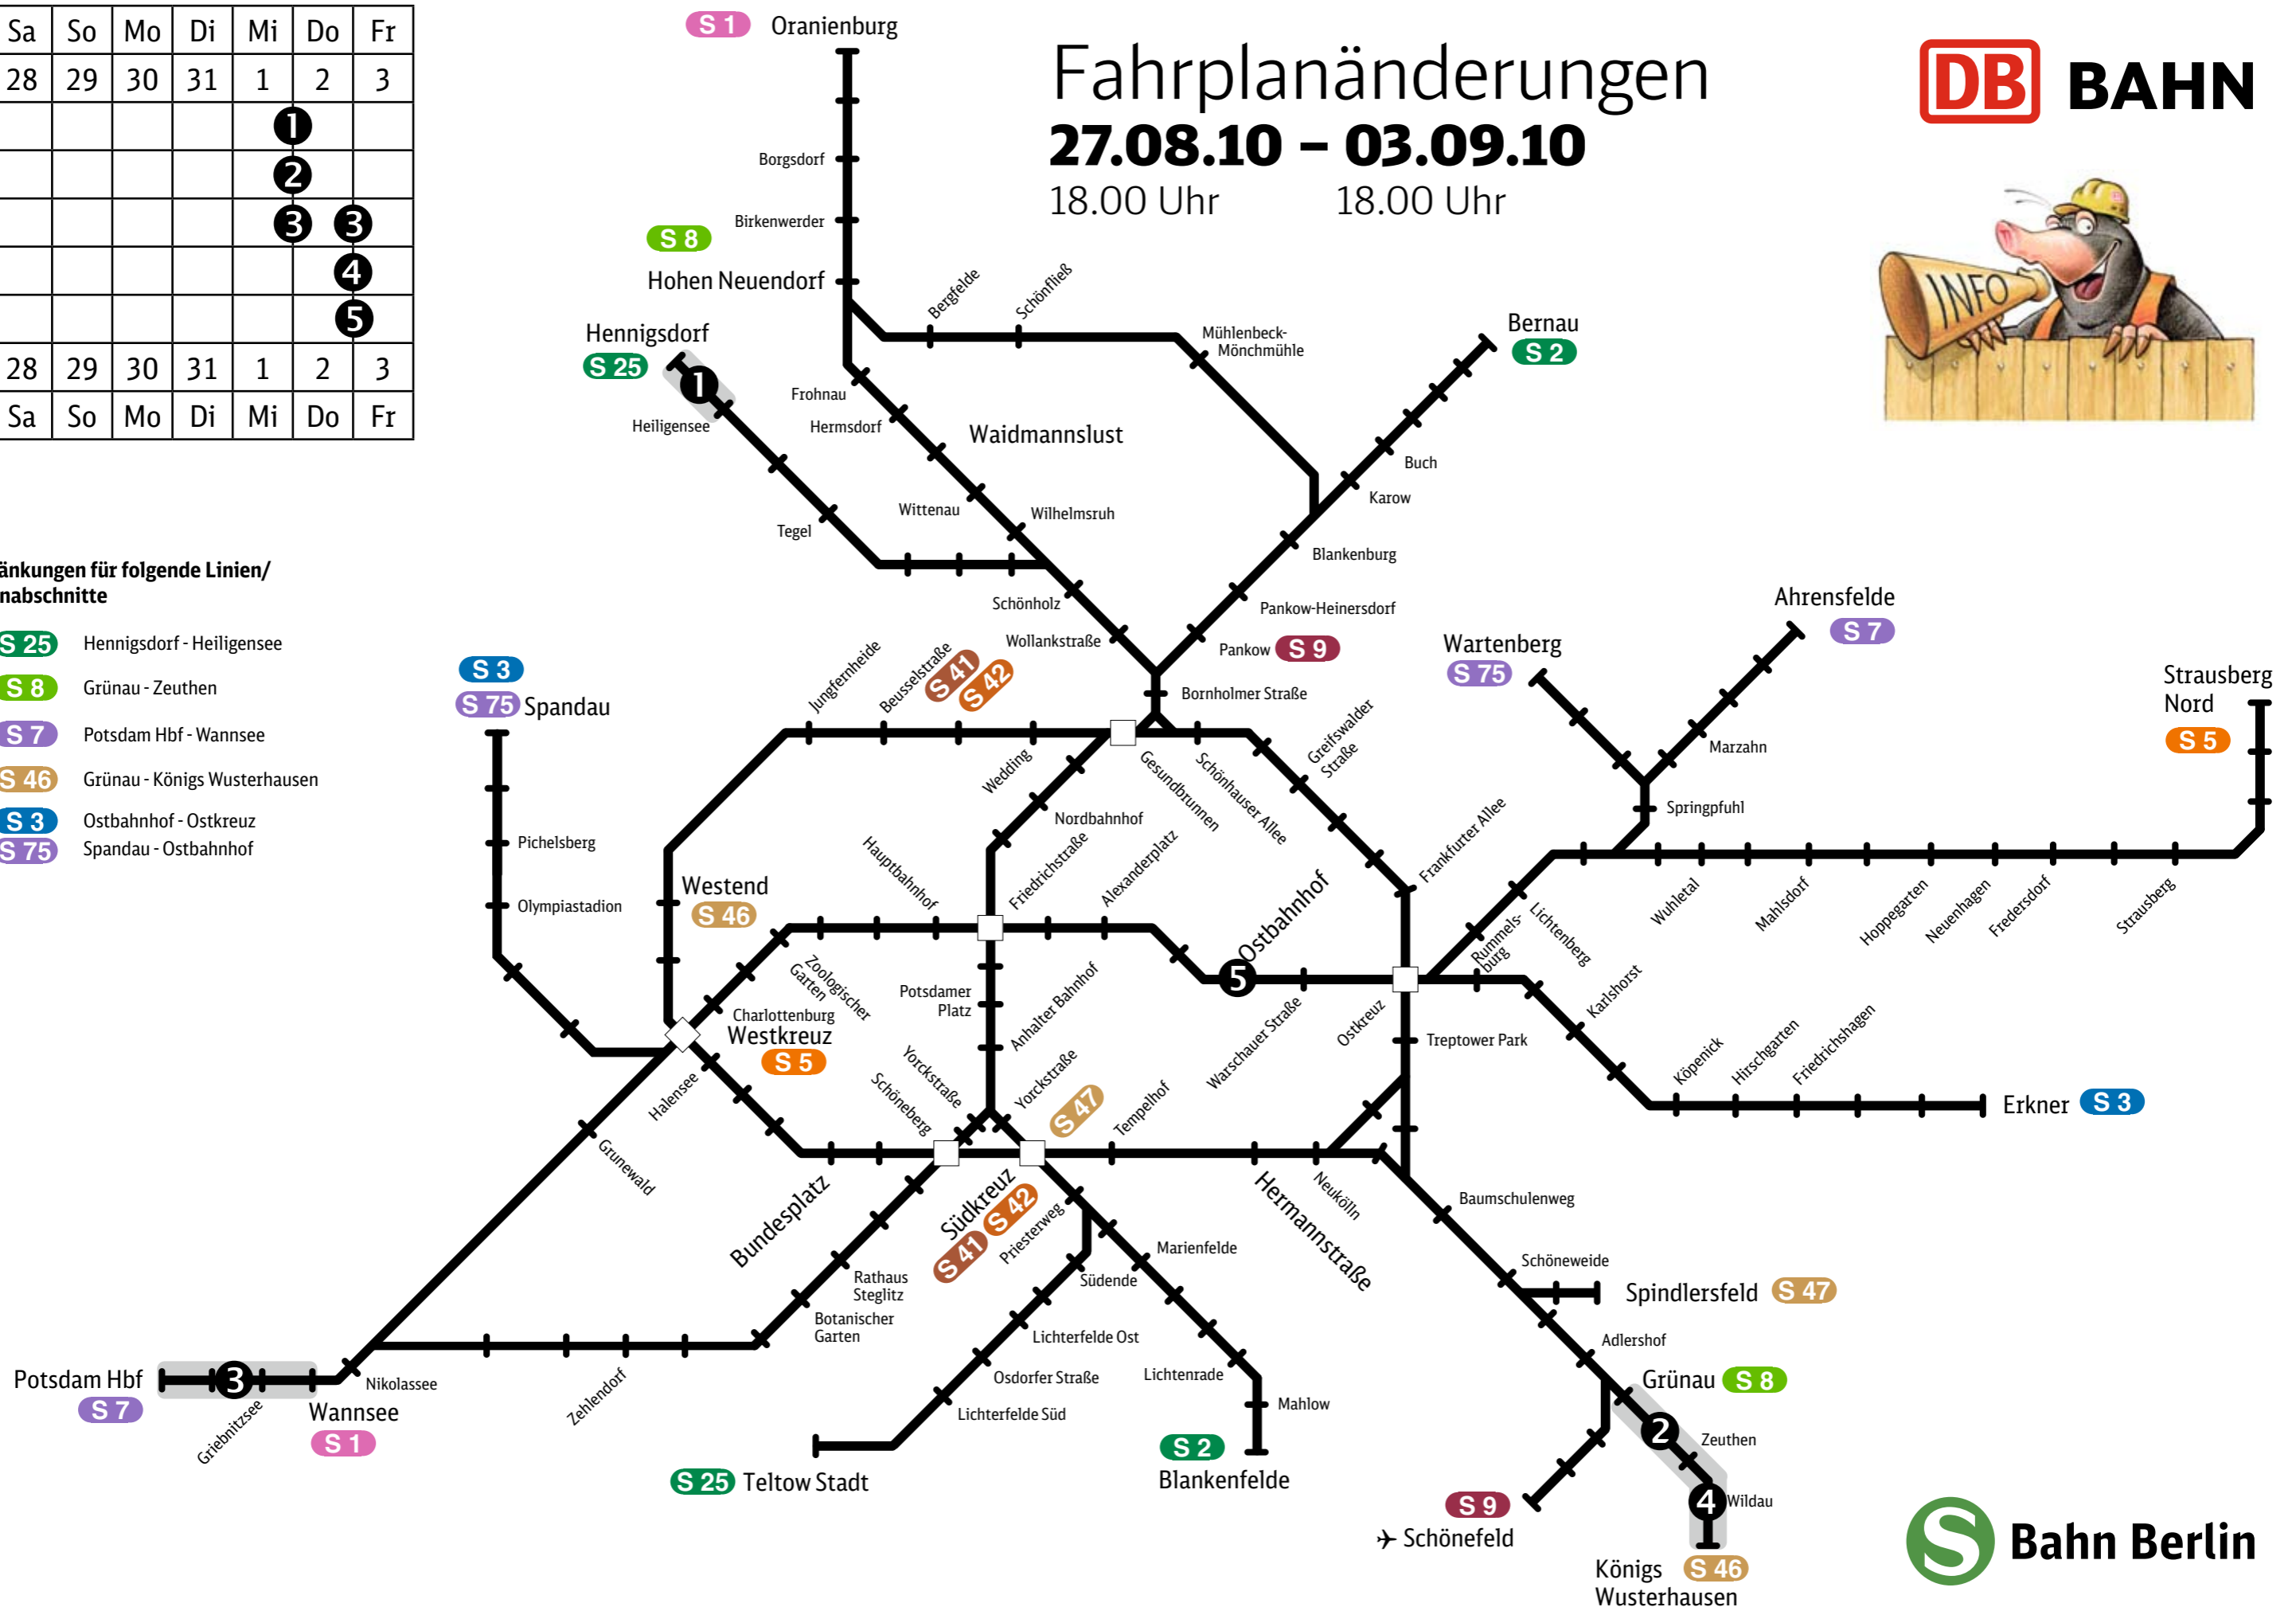 Sa So Mo Di Mi Do Fr
28 29 30 31 1 2 3
1
2
3 3
4
5
28 29 30 31 1 2 3
Sa So Mo Di Mi Do Fr
Fahrplanänderungen
27.08.10 – 03.09.10
18.00 Uhr 18.00 Uhr
DB BAHN
INFO
änkungen für folgende Linien/
nabschnitte
S 25 Hennigsdorf - Heiligensee
S 8 Grünau - Zeuthen
S 7 Potsdam Hbf - Wannsee
S 46 Grünau - Königs Wusterhausen
S 3 Ostbahnhof - Ostkreuz
S 75 Spandau - Ostbahnhof
S 1 Oranienburg
Borgsdorf
Birkenwerder
S 8
Hohen Neuendorf
Bergfelde
Schönfließ
Mühlenbeck-
Mönchmühle
Bernau
S 2
Hennigsdorf
S 25
1
Heiligensee
Tegel
Frohnau
Hermsdorf
Waidmannslust
Wittenau
Wilhelmsruh
Schönholz
Wollankstraße
Buch
Karow
Blankenburg
Pankow-Heinersdorf
Pankow S 9
Bornholmer Straße
Ahrensfelde
S 7
Wartenberg
S 75
Marzahn
Springpfuhl
Strausberg
Nord
S 5
S 3
S 75 Spandau
Pichelsberg
Olympiastadion
Jungfernheide
Beusselstraße
S 41
S 42
Wedding
Gesundbrunnen
Schönhauser Allee
Greifswalder
Straße
Frankfurter Allee
Nordbahnhof
Westend
S 46
Hauptbahnhof
Friedrichstraße
Alexanderplatz
5
Ostbahnhof
Warschauer Straße
Ostkreuz
Rummels-
burg
Lichtenberg
Wuhletal
Mahlsdorf
Hoppegarten
Neuenhagen
Fredersdorf
Strausberg
Karlshorst
Köpenick
Hirschgarten
Friedrichshagen
Erkner S 3
Zoologischer
Garten
Charlottenburg
Westkreuz
S 5
Halensee
Grunewald
Potsdamer
Platz
Anhalter Bahnhof
Yorckstraße
Yorckstraße
Schöneberg
S 47
Tempelhof
Treptower Park
Bundesplatz
Südkreuz
S 41
S 42
Priesterweg
Hermannstraße
Neukölln
Baumschulenweg
Schöneweide
Spindlersfeld S 47
Adlershof
Grünau S 8
2
Zeuthen
4
Wildau
Königs S 46
Wusterhausen
S 9
Schönefeld
Rathaus
Steglitz
Botanischer
Garten
Zehlendorf
Südende
Lichterfelde Ost
Osdorfer Straße
Lichterfelde Süd
S 25 Teltow Stadt
Marienfelde
Lichtenrade
Mahlow
S 2
Blankenfelde
Potsdam Hbf
S 7
3
Griebnitzsee
Wannsee
S 1
Nikolassee
S Bahn Berlin